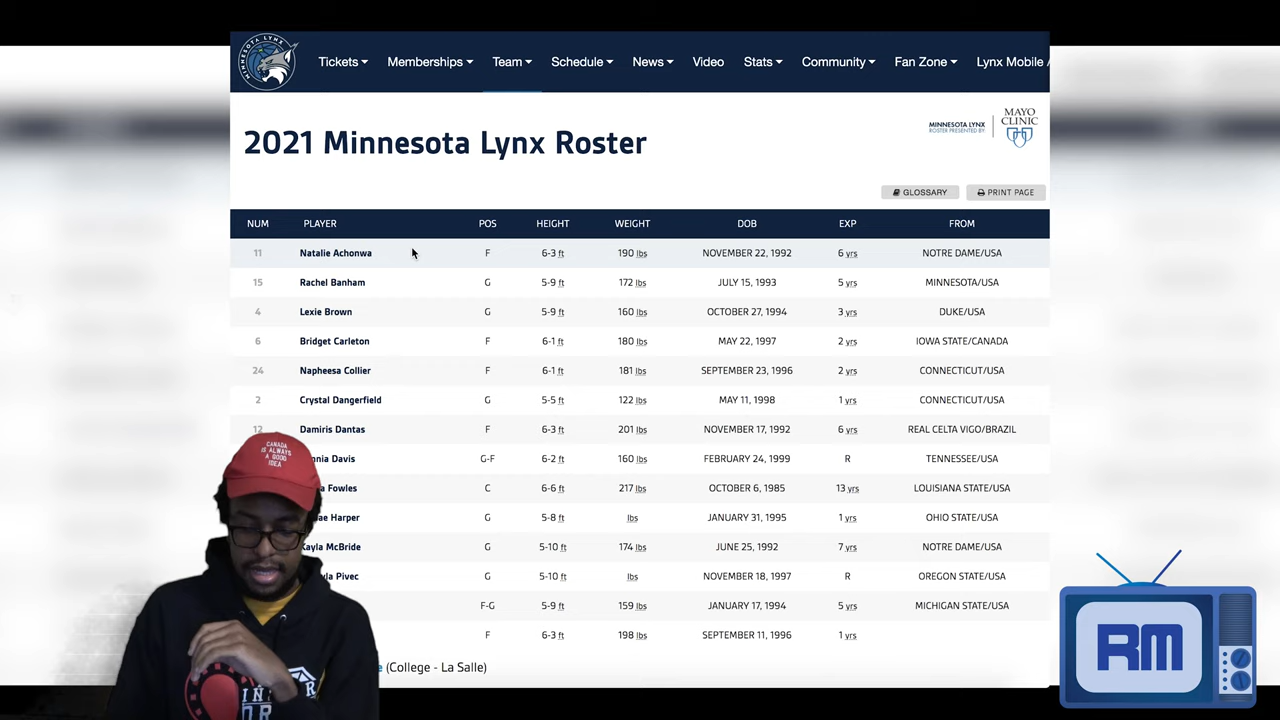 MINNESOTA LYNX
Tickets Memberships Team Schedule News Video Stats Community Fan Zone Lynx Mobile
2021 Minnesota Lynx Roster
MINNESOTA LYNX
ROSTER PRESENTED BY
MAYO
CLINIC
GLOSSARY PRINT PAGE
NUM PLAYER POS HEIGHT WEIGHT DOB EXP FROM
11 Natalie Achonwa F 6-3 ft 190 lbs NOVEMBER 22, 1992 6 yrs NOTRE DAME/USA
15 Rachel Banham G 5-9 ft 172 lbs JULY 15, 1993 5 yrs MINNESOTA/USA
4 Lexie Brown G 5-9 ft 160 lbs OCTOBER 27, 1994 3 yrs DUKE/USA
6 Bridget Carleton F 6-1 ft 180 lbs MAY 22, 1997 2 yrs IOWA STATE/CANADA
24 Napheesa Collier F 6-1 ft 181 lbs SEPTEMBER 23, 1996 2 yrs CONNECTICUT/USA
2 Crystal Dangerfield G 5-5 ft 122 lbs MAY 11, 1998 1 yrs CONNECTICUT/USA
12 Damiris Dantas F 6-3 ft 201 lbs NOVEMBER 17, 1992 6 yrs REAL CELTA VIGO/BRAZIL
nnia Davis G-F 6-2 ft 160 lbs FEBRUARY 24, 1999 R TENNESSEE/USA
Fowles C 6-6 ft 217 lbs OCTOBER 6, 1985 13 yrs LOUISIANA STATE/USA
ae Harper G 5-8 ft lbs JANUARY 31, 1995 1 yrs OHIO STATE/USA
Kayla McBride G 5-10 ft 174 lbs JUNE 25, 1992 7 yrs NOTRE DAME/USA
la Pivec G 5-10 ft lbs NOVEMBER 18, 1997 R OREGON STATE/USA
F-G 5-9 ft 159 lbs JANUARY 17, 1994 5 yrs MICHIGAN STATE/USA
F 6-3 ft 198 lbs SEPTEMBER 11, 1996 1 yrs
e (College - La Salle)
CANADA
IS ALWAYS
A GOOD
IDEA
RM